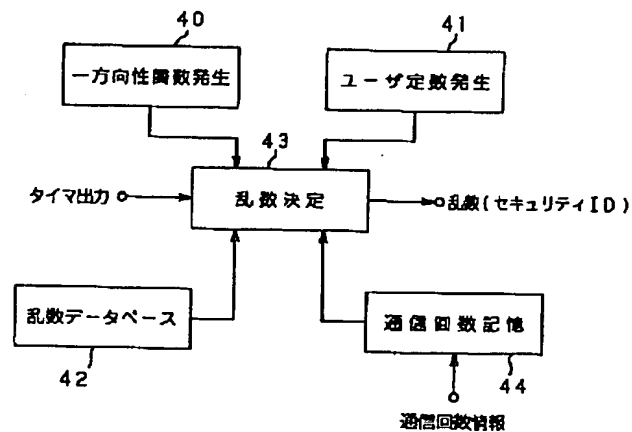 40
41
一方向性関数発生
ユーザ定数発生
43
タイマ出力
乱数決定
乱数(セキュリティID)
乱数データベース
通信回数記憶
42
44
通信回数情報